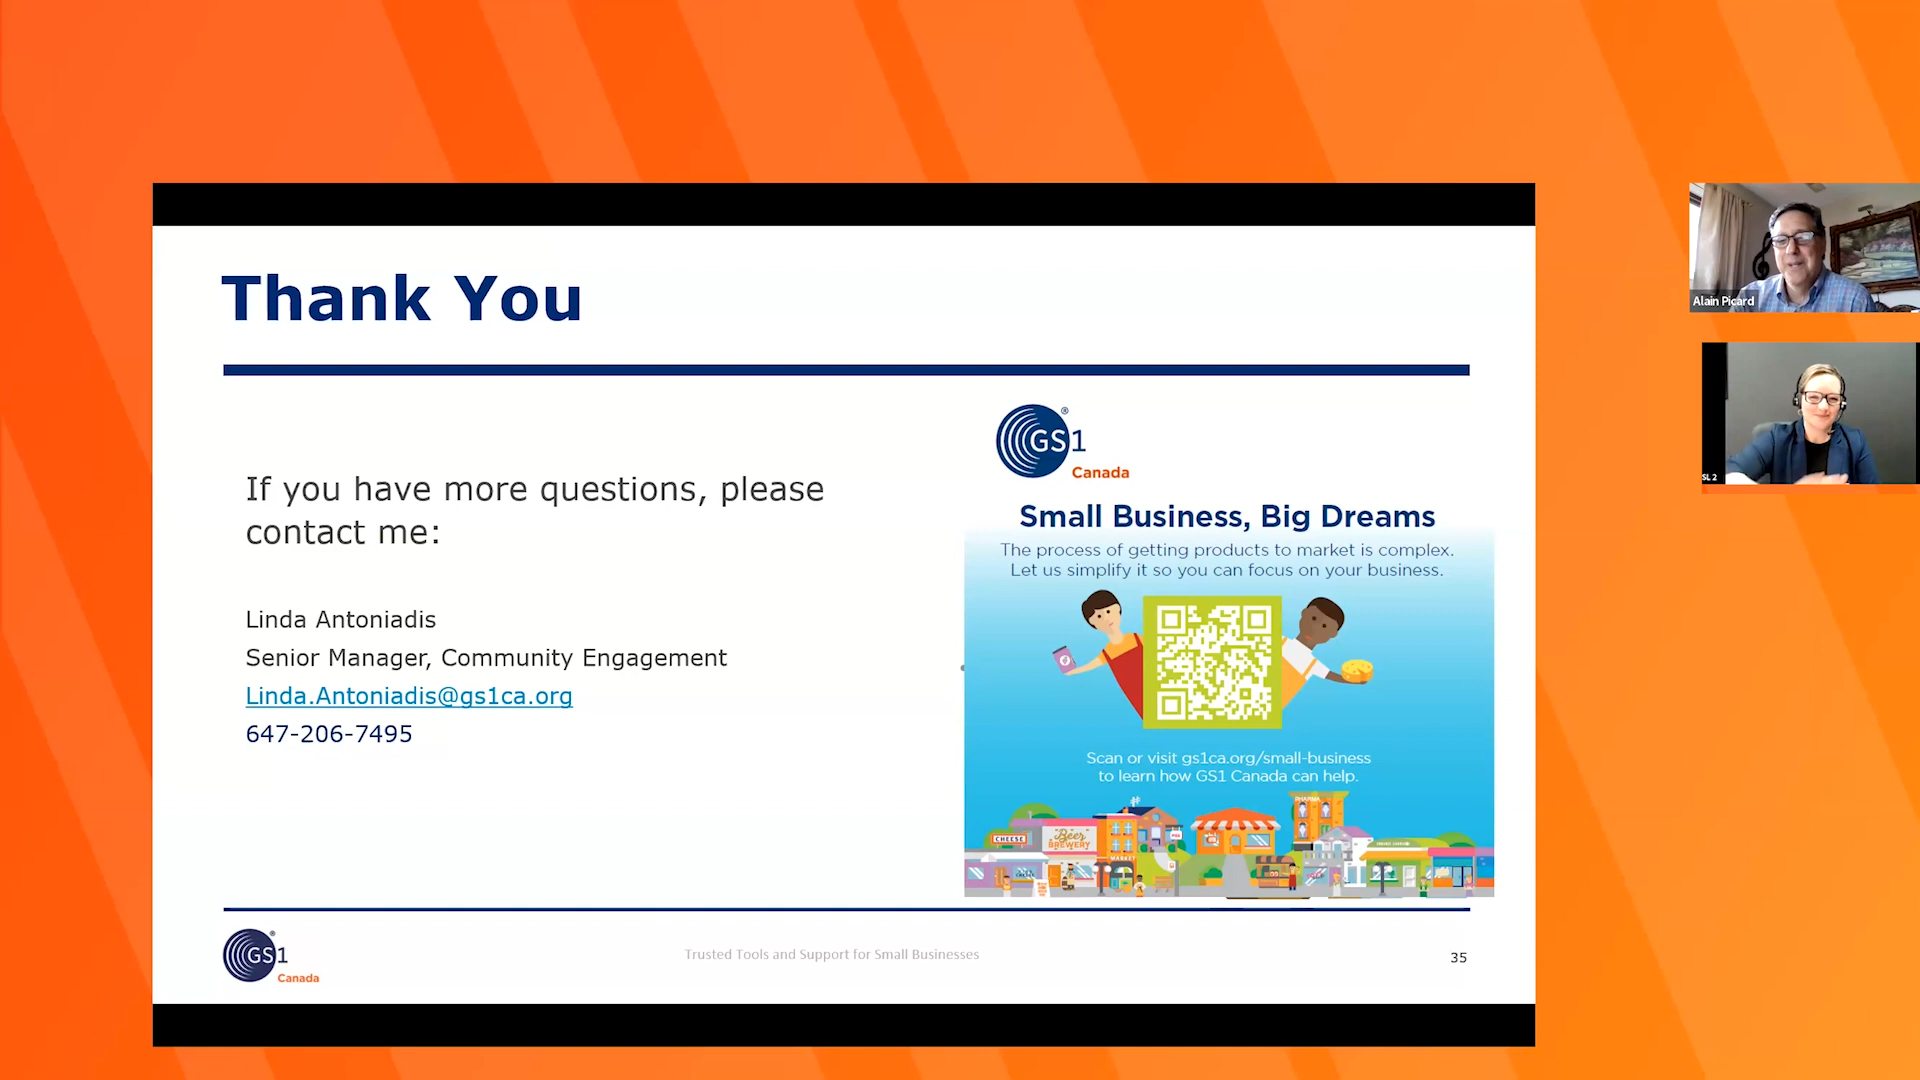 Thank You
If you have more questions, please
contact me:
Linda Antoniadis
Senior Manager, Community Engagement
Linda.Antoniadis@gs1ca.org
647-206-7495
GS1
®
Canada
Small Business, Big Dreams
The process of getting products to market is complex.
Let us simplify it so you can focus on your business.
Scan or visit gs1ca.org/small-business
to learn how GS1 Canada can help.
PHARMA
CHEESE
Beer
BREWERY
MARKET
GS1
®
Canada
Trusted Tools and Support for Small Businesses
35
Alain Picard
SL 2